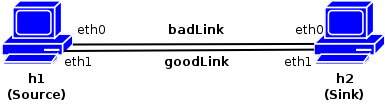 eth0 badLink eth0
eth1 goodLink eth1
h1 h2
(Source) (Sink)